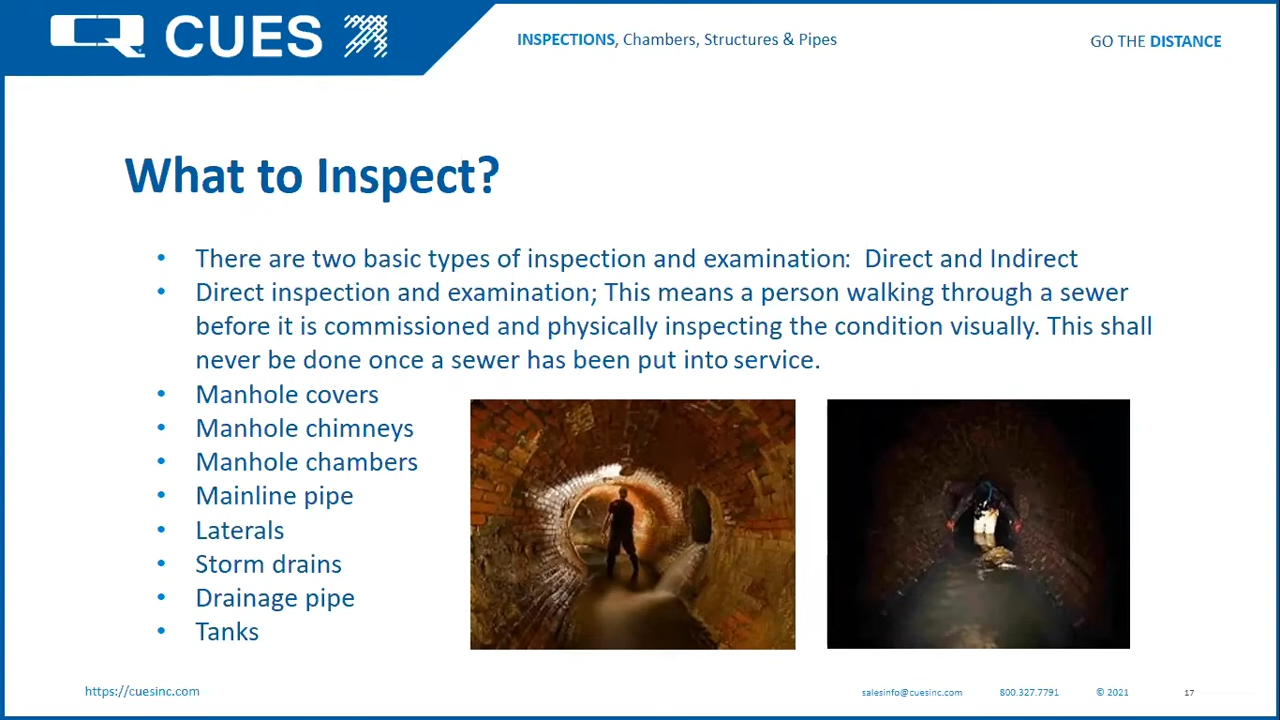 CUES
INSPECTIONS, Chambers, Structures & Pipes
GO THE DISTANCE
What to Inspect?
• There are two basic types of inspection and examination:  Direct and Indirect
• Direct inspection and examination; This means a person walking through a sewer
before it is commissioned and physically inspecting the condition visually. This shall
never be done once a sewer has been put into service.
• Manhole covers
• Manhole chimneys
• Manhole chambers
• Mainline pipe
• Laterals
• Storm drains
• Drainage pipe
• Tanks
https://cuesinc.com
salesinfo@cuesinc.com
800.327.7791
© 2021
17